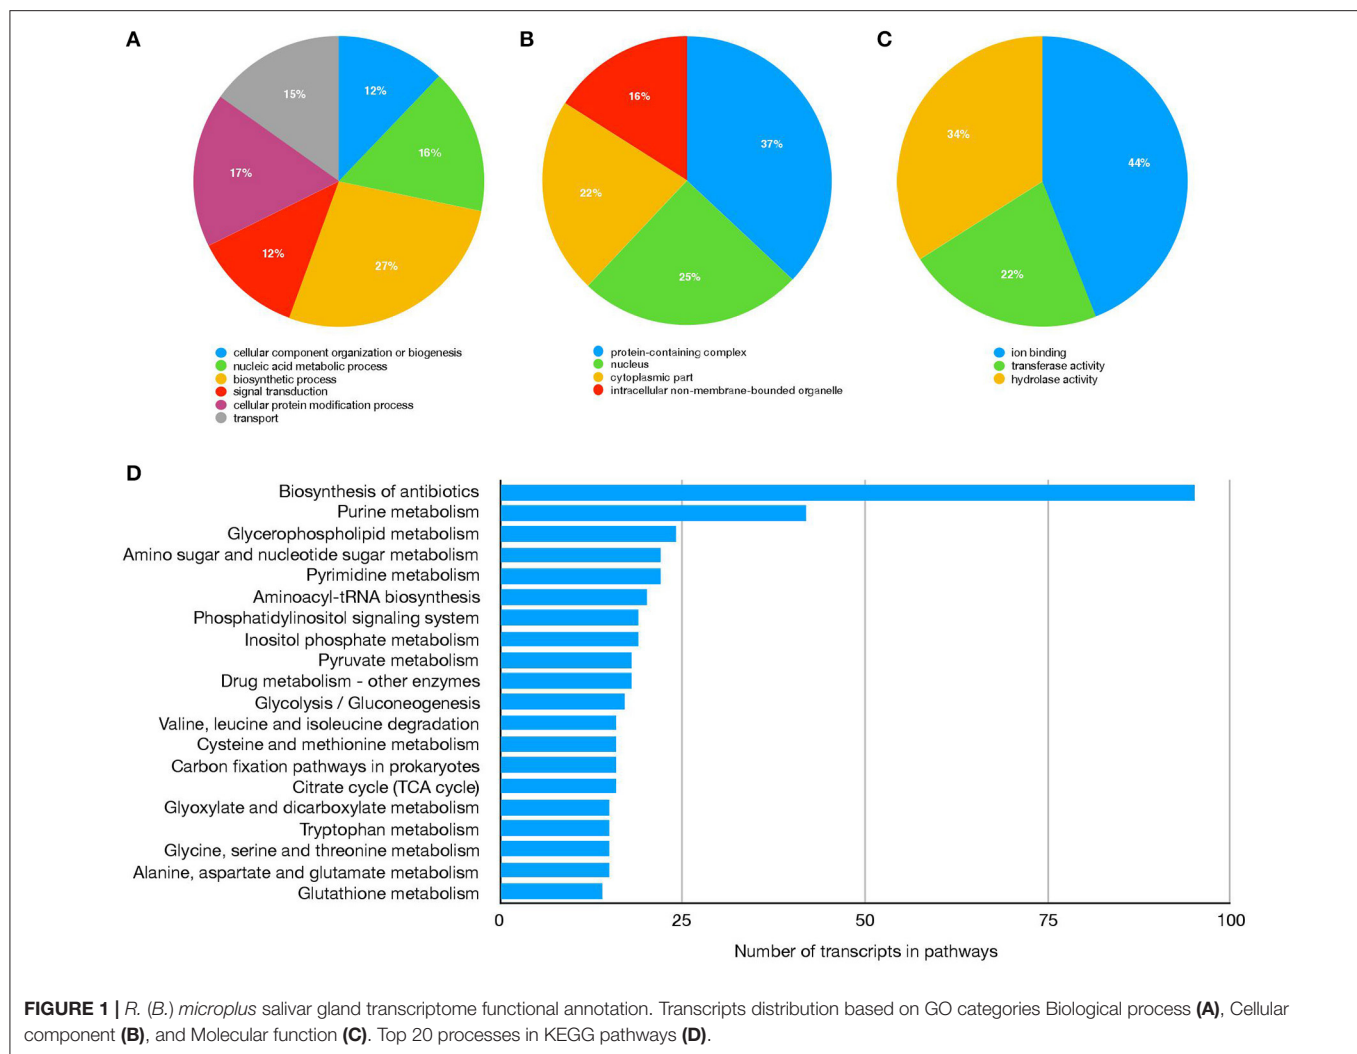 A
B
C
12%
16%
27%
12%
17%
15%
37%
25%
22%
16%
44%
22%
34%
cellular component organization or biogenesis
nucleic acid metabolic process
biosynthetic process
signal transduction
cellular protein modification process
transport
protein-containing complex
nucleus
cytoplasmic part
intracellular non-membrane-bounded organelle
ion binding
transferase activity
hydrolase activity
D
Biosynthesis of antibiotics
Purine metabolism
Glycerophospholipid metabolism
Amino sugar and nucleotide sugar metabolism
Pyrimidine metabolism
Aminoacyl-tRNA biosynthesis
Phosphatidylinositol signaling system
Inositol phosphate metabolism
Pyruvate metabolism
Drug metabolism - other enzymes
Glycolysis / Gluconeogenesis
Valine, leucine and isoleucine degradation
Cysteine and methionine metabolism
Carbon fixation pathways in prokaryotes
Citrate cycle (TCA cycle)
Glyoxylate and dicarboxylate metabolism
Tryptophan metabolism
Glycine, serine and threonine metabolism
Alanine, aspartate and glutamate metabolism
Glutathione metabolism
0 25 50 75 100
Number of transcripts in pathways
FIGURE 1 | R. (B.) microplus salivar gland transcriptome functional annotation. Transcripts distribution based on GO categories Biological process (A), Cellular
component (B), and Molecular function (C). Top 20 processes in KEGG pathways (D).